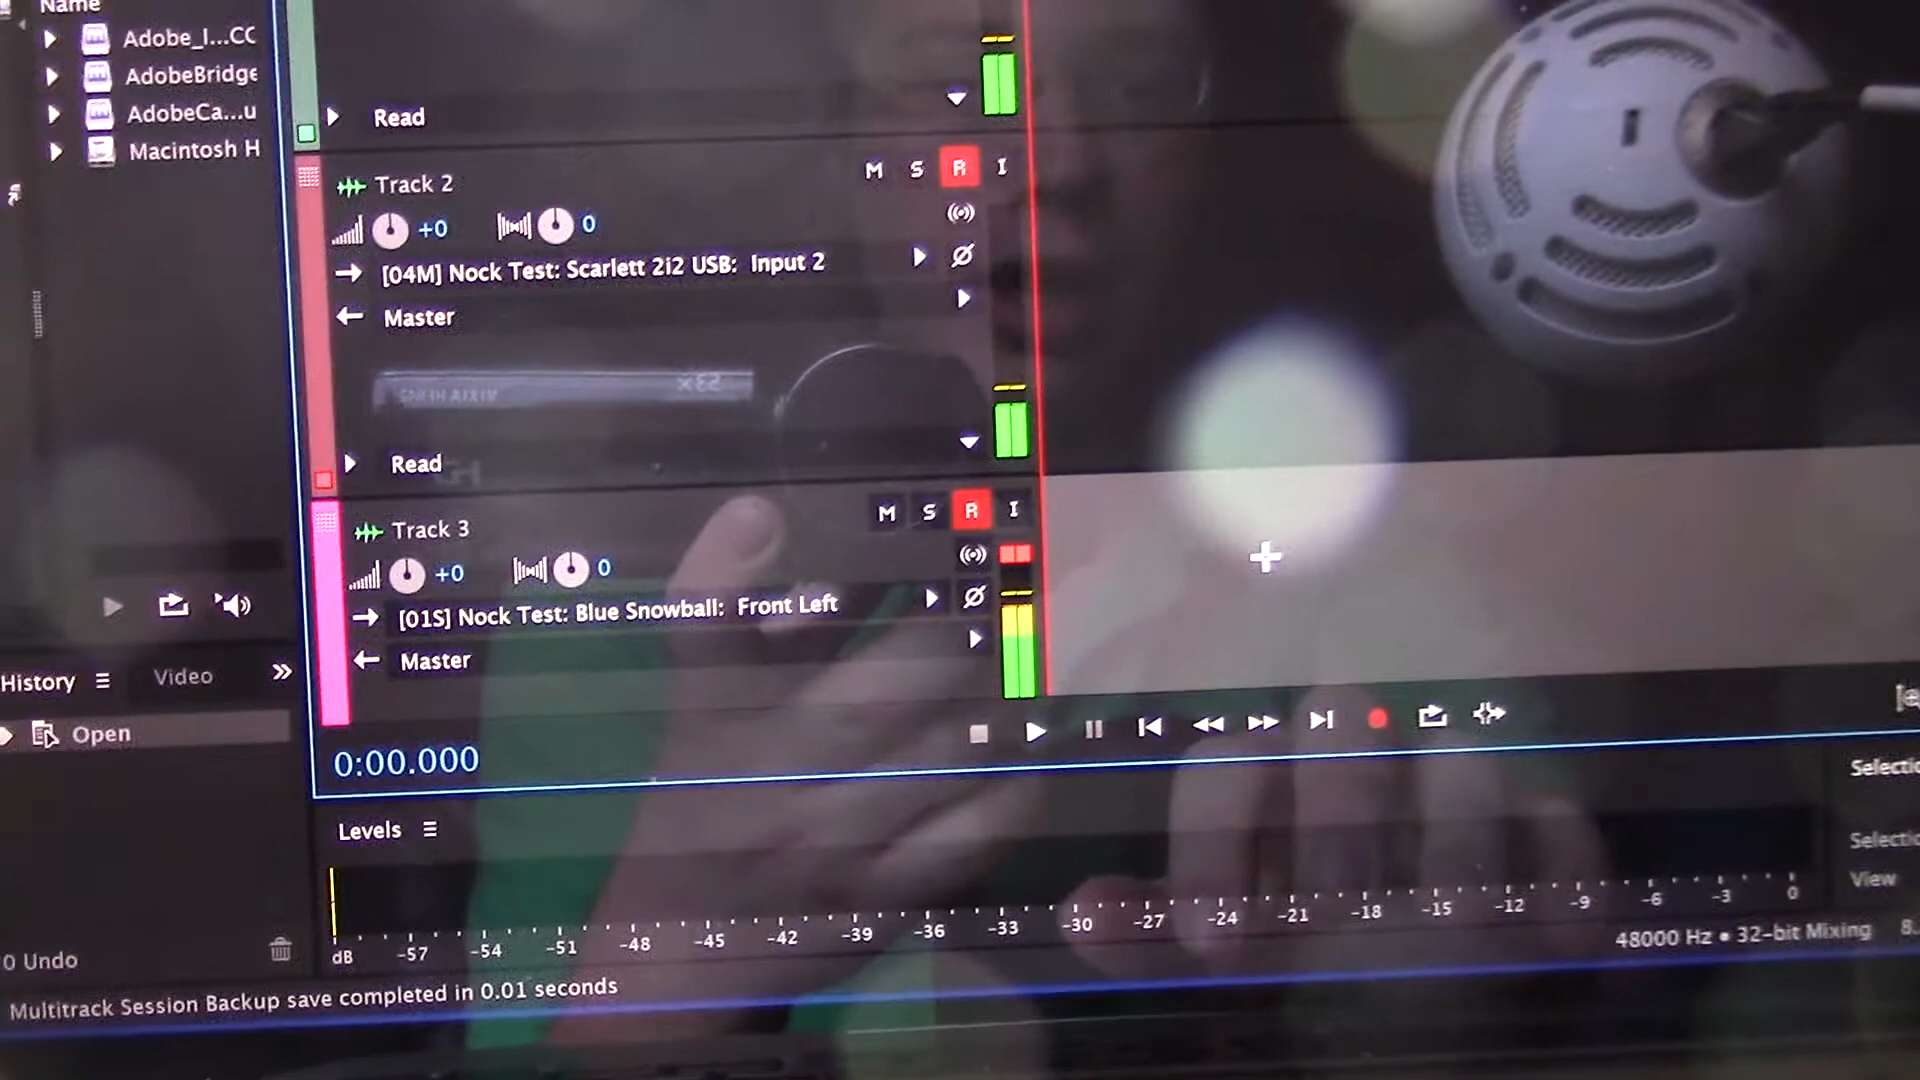 Name
Adobe_I...CC
AdobeBridge
AdobeCa...u
Macintosh H
Read
Track 2
M S R I
+0 0
[04M] Nock Test: Scarlett 2i2 USB: Input 2
Master
Read
Track 3
M S R I
+0 0
[01S] Nock Test: Blue Snowball: Front Left
Master
History
Video
Open
0:00.000
Levels
dB -57 -54 -51 -48 -45 -42 -39 -36 -33 -30 -27 -24 -21 -18 -15 -12 -9 -6 -3 0
Selectio
Selectio
View
0 Undo
48000 Hz • 32-bit Mixing
Multitrack Session Backup save completed in 0.01 seconds